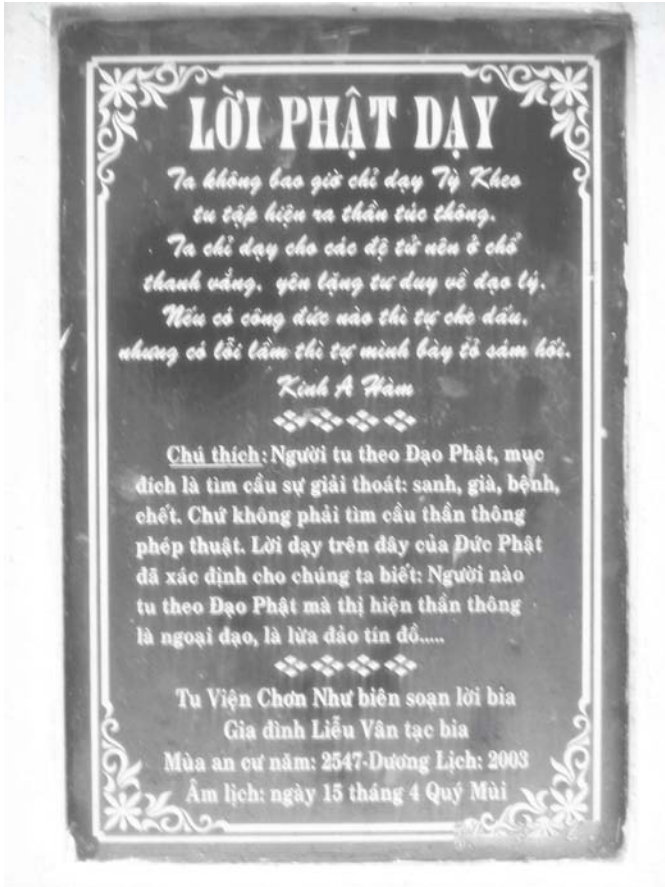 LỜI PHẬT DẠY
Ta không bao giờ chỉ dạy Tỳ Kheo
tu tập hiện ra thần túc thông.
Ta chỉ dạy cho các đệ tử nên ở chổ
thanh vắng, yên lặng tư duy về đạo lý.
Nếu có công đức nào thì tự che dấu,
nhưng có lỗi lầm thì tự mình bày tỏ sám hối.
Kinh A Hàm
Chú thích: Người tu theo Đạo Phật, mục
đích là tìm cầu sự giải thoát: sanh, già, bệnh,
chết. Chứ không phải tìm cầu thần thông
phép thuật. Lời dạy trên đây của Đức Phật
đã xác định cho chúng ta biết: Người nào
tu theo Đạo Phật mà thị hiện thần thông
là ngoại đạo, là lừa đảo tín đồ.....
Tu Viện Chơn Như biên soạn lời bia
Gia đình Liễu Vân tạc bia
Mùa an cư năm: 2547-Dương Lịch: 2003
Âm lịch: ngày 15 tháng 4 Quý Mùi